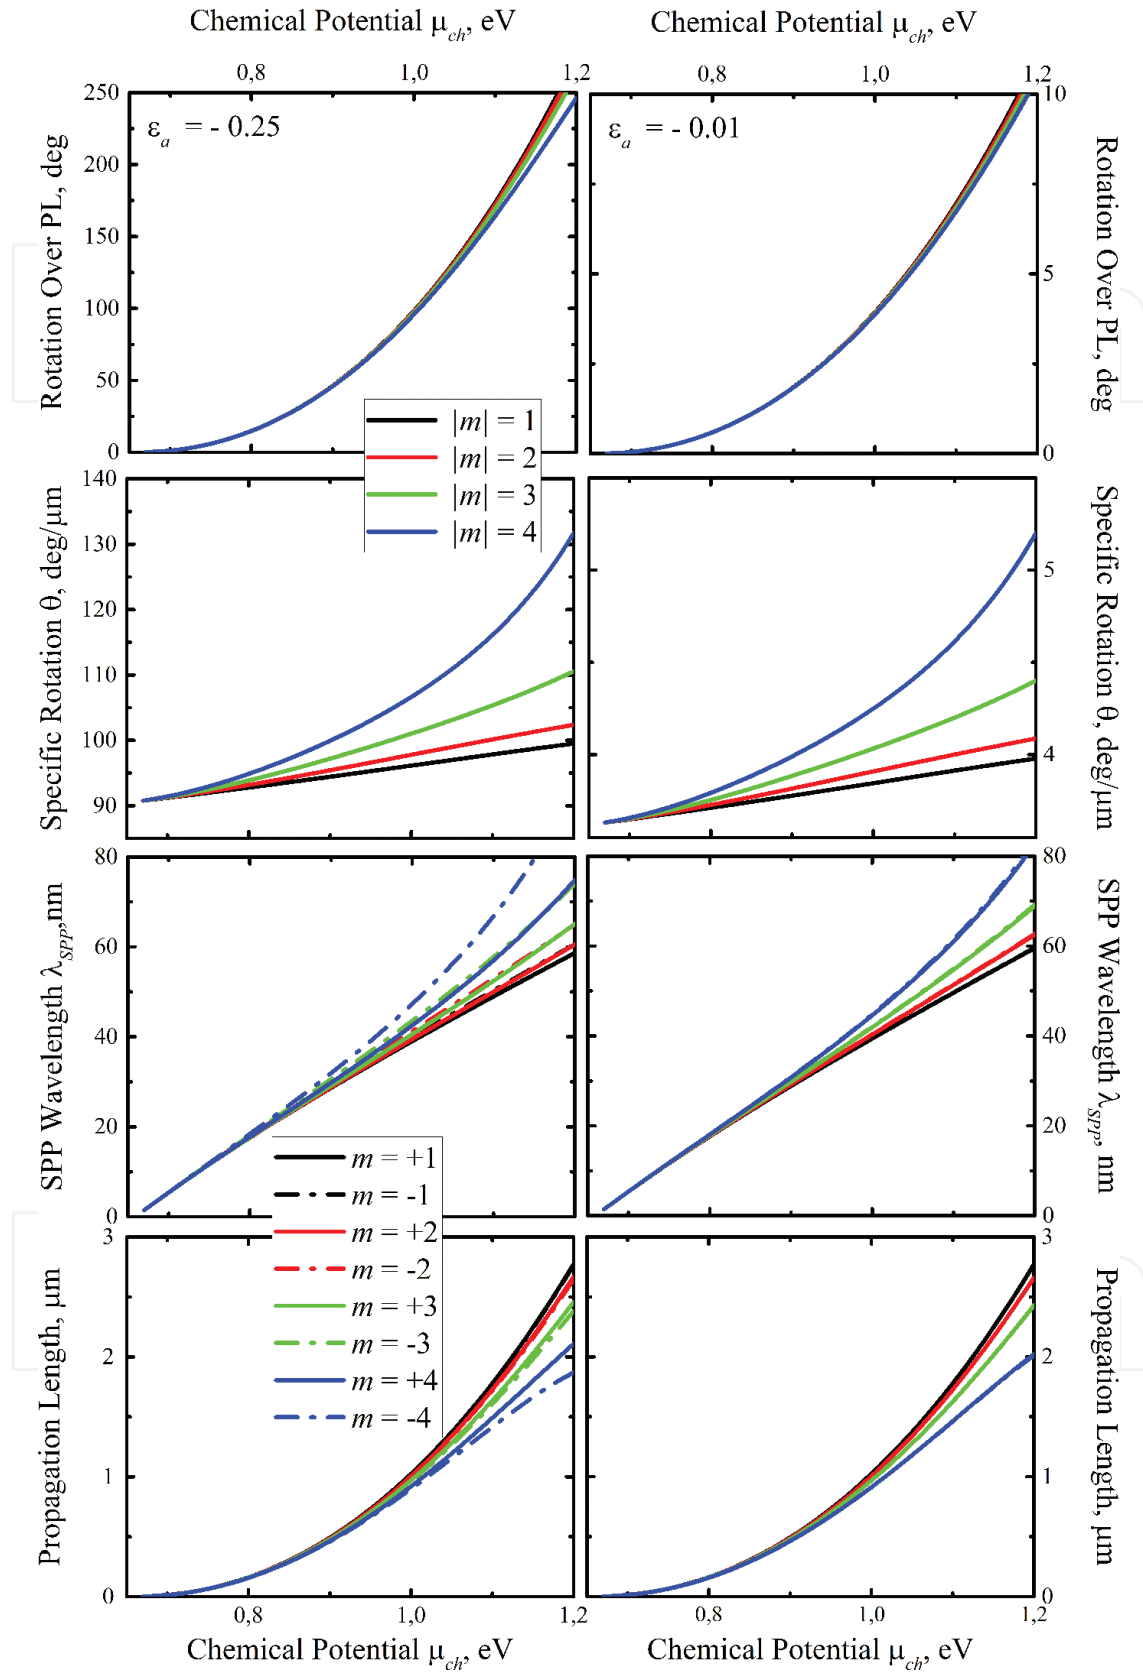 Chemical Potential μch, eV
Chemical Potential μch, eV
0,8
1,0
1,2
0,8
1,0
1,2
250
200
150
100
50
0
Rotation Over PL, deg
εa = - 0.25
εa = - 0.01
10
5
0
Rotation Over PL, deg
|m| = 1
|m| = 2
|m| = 3
|m| = 4
140
130
120
110
100
90
Specific Rotation θ, deg/μm
5
4
Specific Rotation θ, deg/μm
80
60
40
20
0
SPP Wavelength λSPP,nm
80
60
40
20
0
SPP Wavelength λSPP, nm
m = +1
m = -1
m = +2
m = -2
m = +3
m = -3
m = +4
m = -4
3
2
1
0
Propagation Length, μm
3
2
1
0
Propagation Length, μm
0,8
1,0
1,2
0,8
1,0
1,2
Chemical Potential μch, eV
Chemical Potential μch, eV